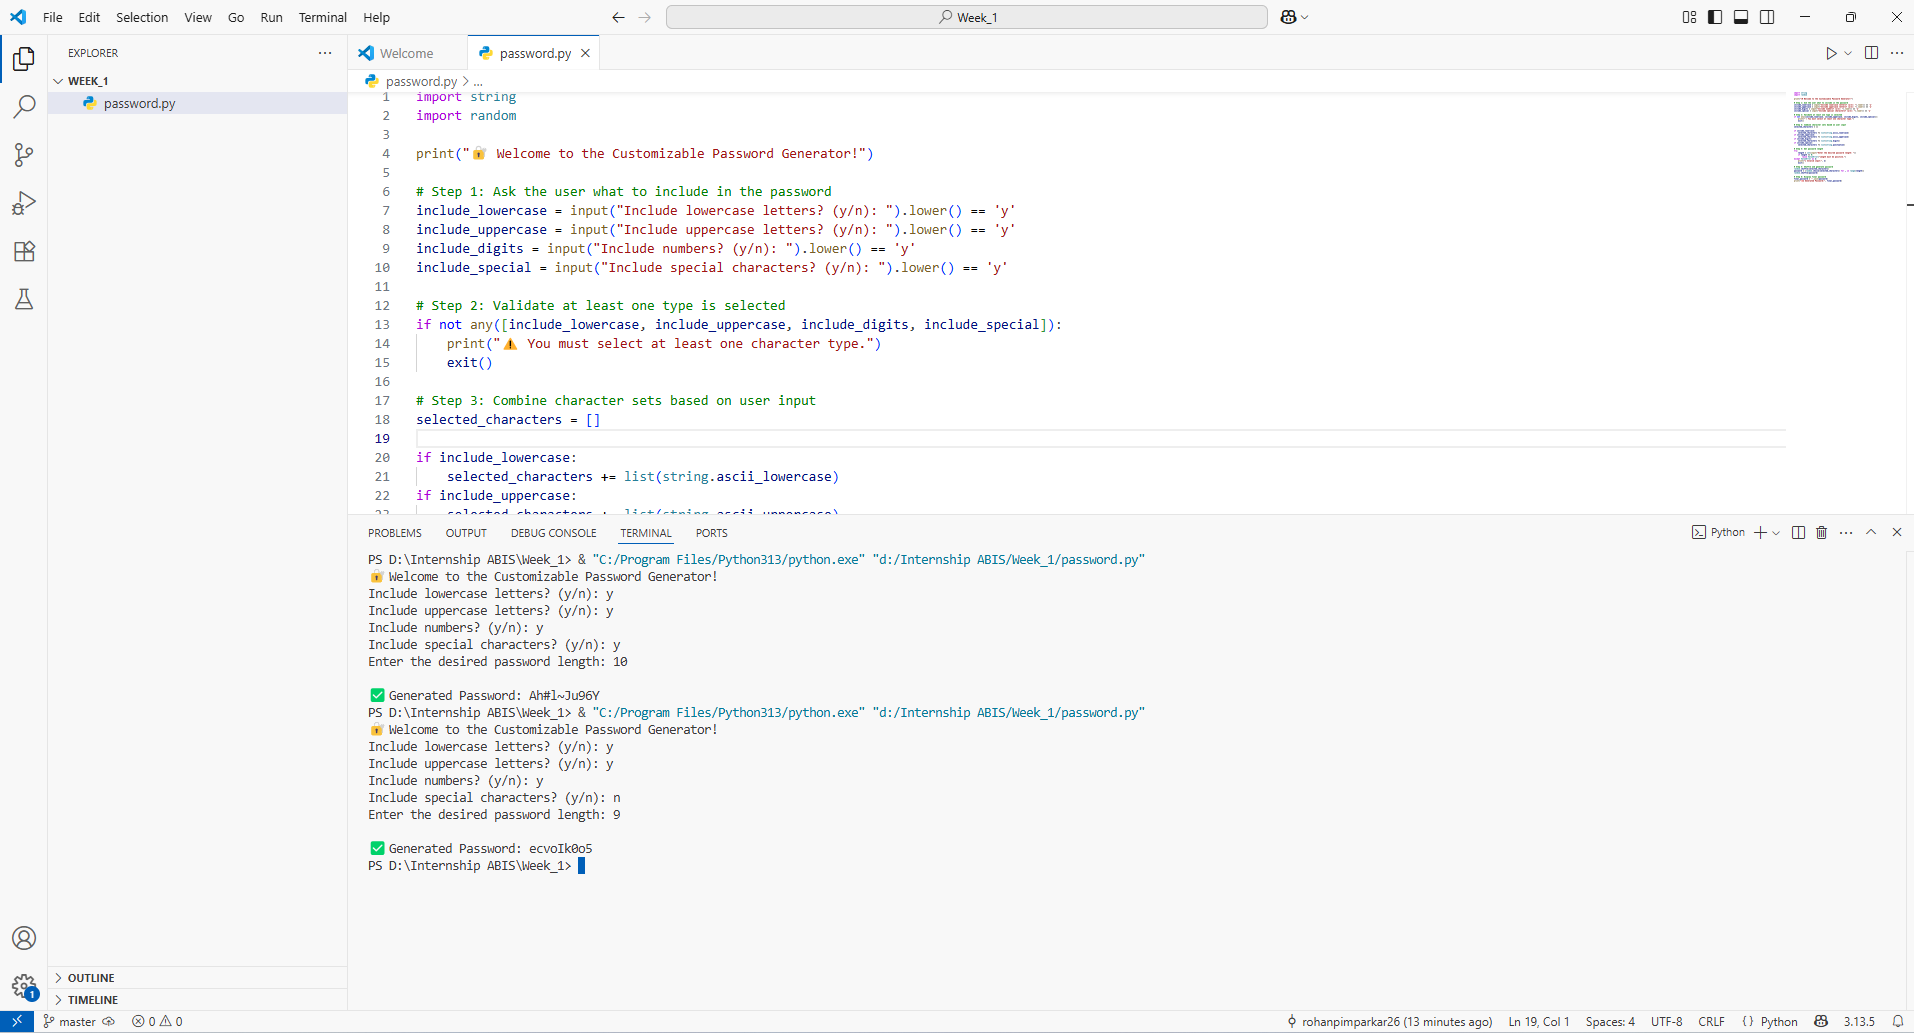 File Edit Selection View Go Run Terminal Help
Week_1
EXPLORER
WEEK_1
password.py
OUTLINE
TIMELINE
Welcome
password.py
password.py > ...
1 import string
2 import random
3
4 print("🔐 Welcome to the Customizable Password Generator!")
5
6 # Step 1: Ask the user what to include in the password
7 include_lowercase = input("Include lowercase letters? (y/n): ").lower() == 'y'
8 include_uppercase = input("Include uppercase letters? (y/n): ").lower() == 'y'
9 include_digits = input("Include numbers? (y/n): ").lower() == 'y'
10 include_special = input("Include special characters? (y/n): ").lower() == 'y'
11
12 # Step 2: Validate at least one type is selected
13 if not any([include_lowercase, include_uppercase, include_digits, include_special]):
14     print("⚠️ You must select at least one character type.")
15     exit()
16
17 # Step 3: Combine character sets based on user input
18 selected_characters = []
19
20 if include_lowercase:
21     selected_characters += list(string.ascii_lowercase)
22 if include_uppercase:
23     selected_characters += list(string.ascii_uppercase)
PROBLEMS OUTPUT DEBUG CONSOLE TERMINAL PORTS
Python
PS D:\Internship ABIS\Week_1> & "C:/Program Files/Python313/python.exe" "d:/Internship ABIS/Week_1/password.py"
🔐 Welcome to the Customizable Password Generator!
Include lowercase letters? (y/n): y
Include uppercase letters? (y/n): y
Include numbers? (y/n): y
Include special characters? (y/n): y
Enter the desired password length: 10
✅ Generated Password: Ah#l~Ju96Y
PS D:\Internship ABIS\Week_1> & "C:/Program Files/Python313/python.exe" "d:/Internship ABIS/Week_1/password.py"
🔐 Welcome to the Customizable Password Generator!
Include lowercase letters? (y/n): y
Include uppercase letters? (y/n): y
Include numbers? (y/n): y
Include special characters? (y/n): n
Enter the desired password length: 9
✅ Generated Password: ecvoIk0o5
PS D:\Internship ABIS\Week_1>
1
master
0 0
rohanpimparkar26 (13 minutes ago)
Ln 19, Col 1
Spaces: 4
UTF-8
CRLF
{ } Python
3.13.5